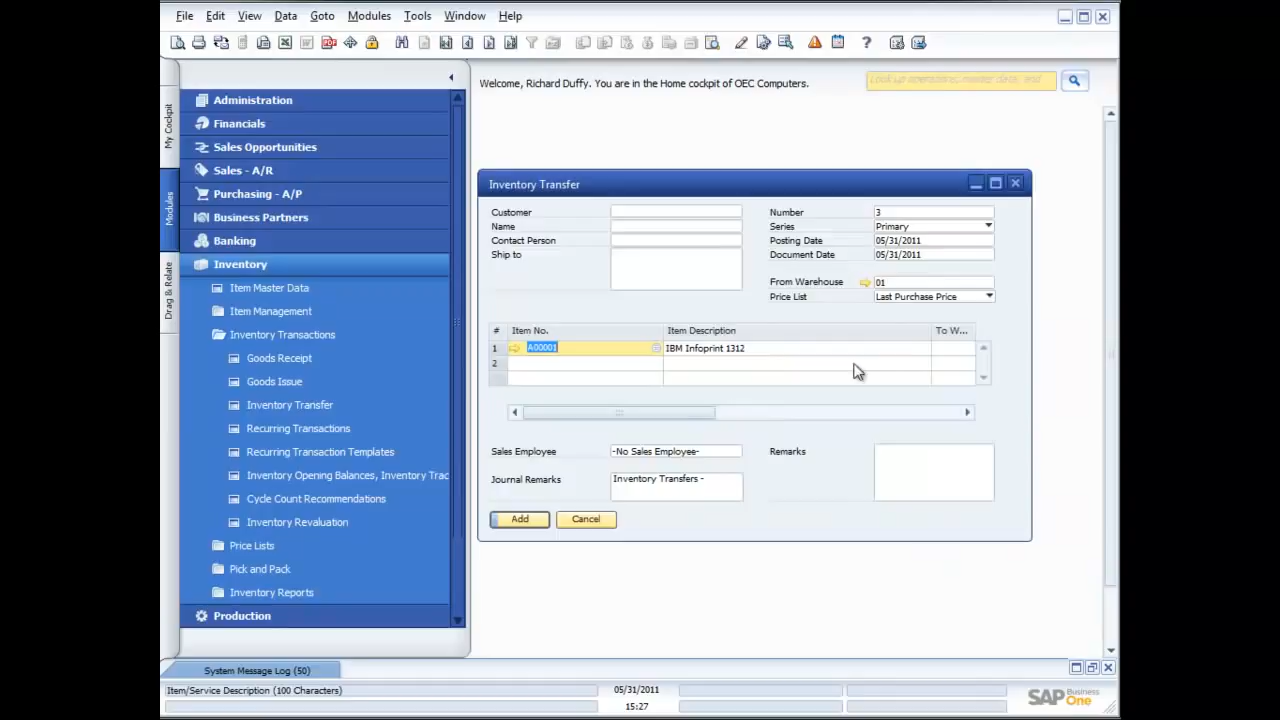 File Edit View Data Goto Modules Tools Window Help
Welcome, Richard Duffy. You are in the Home cockpit of OEC Computers.
My Cockpit
Modules
Drag & Relate
Administration
Financials
Sales Opportunities
Sales - A/R
Purchasing - A/P
Business Partners
Banking
Inventory
Item Master Data
Item Management
Inventory Transactions
Goods Receipt
Goods Issue
Inventory Transfer
Recurring Transactions
Recurring Transaction Templates
Inventory Opening Balances, Inventory Trac
Cycle Count Recommendations
Inventory Revaluation
Price Lists
Pick and Pack
Inventory Reports
Production
Inventory Transfer
Customer
Name
Contact Person
Ship to
Number 3
Series Primary
Posting Date 05/31/2011
Document Date 05/31/2011
From Warehouse 01
Price List Last Purchase Price
# Item No. Item Description To W...
1 A00001 IBM Infoprint 1312
2
Sales Employee -No Sales Employee-
Remarks
Journal Remarks Inventory Transfers -
Add Cancel
System Message Log (50)
Item/Service Description (100 Characters) 05/31/2011
15:27
SAP Business One